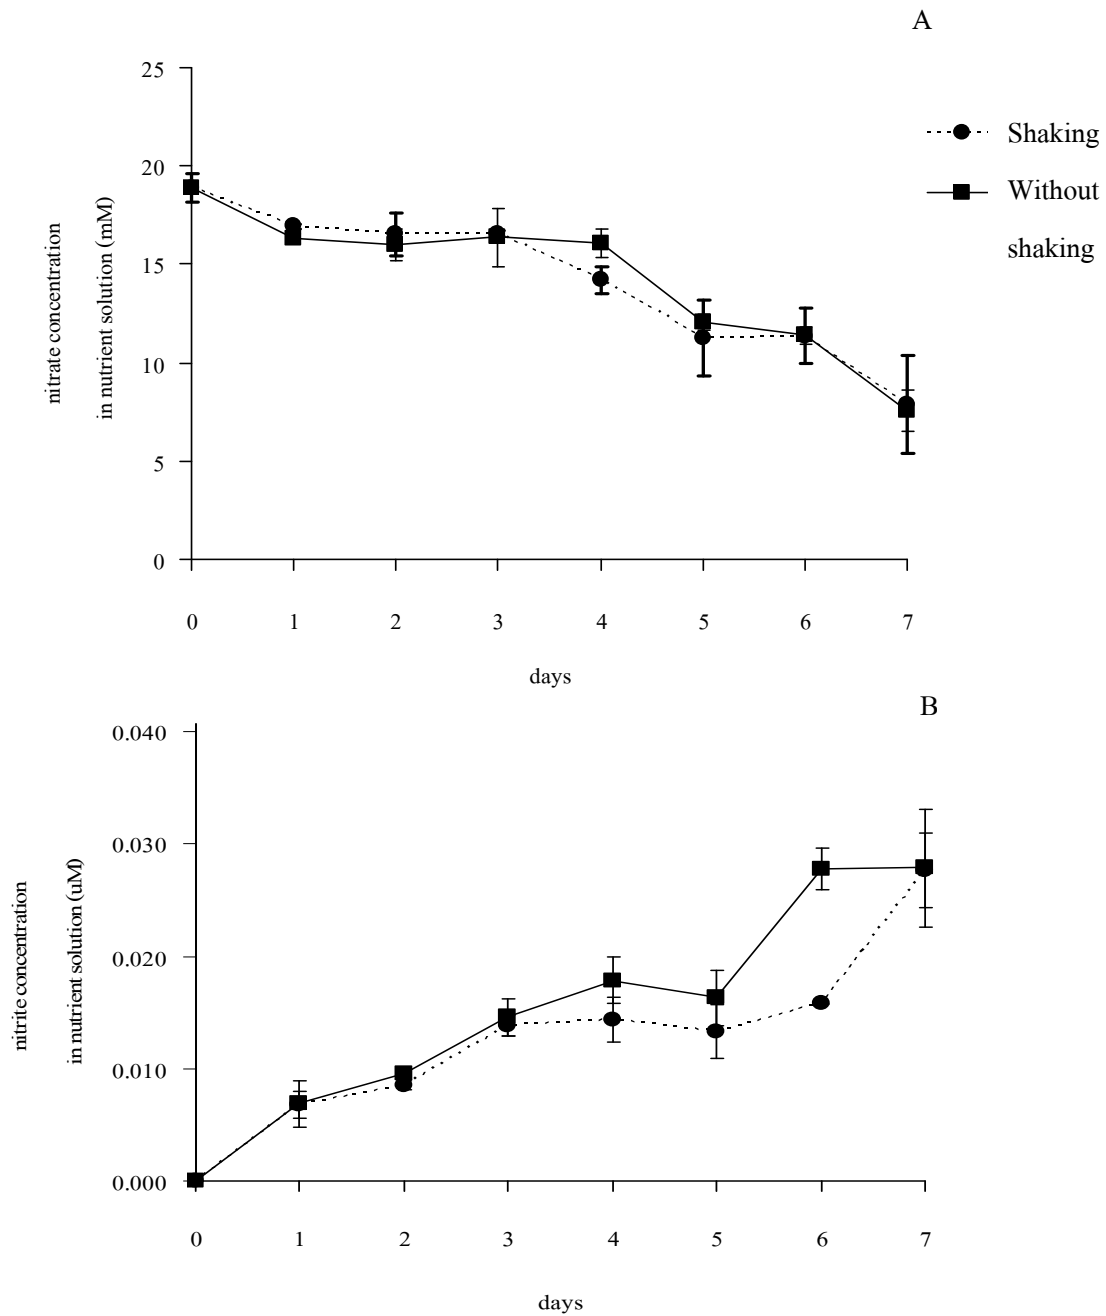 A
25
20
15
10
5
0
nitrate concentration
in nutrient solution (mM)
Shaking
Without
shaking
0 1 2 3 4 5 6 7
days
B
0.040
0.030
0.020
0.010
0.000
nitrite concentration
in nutrient solution (uM)
0 1 2 3 4 5 6 7
days